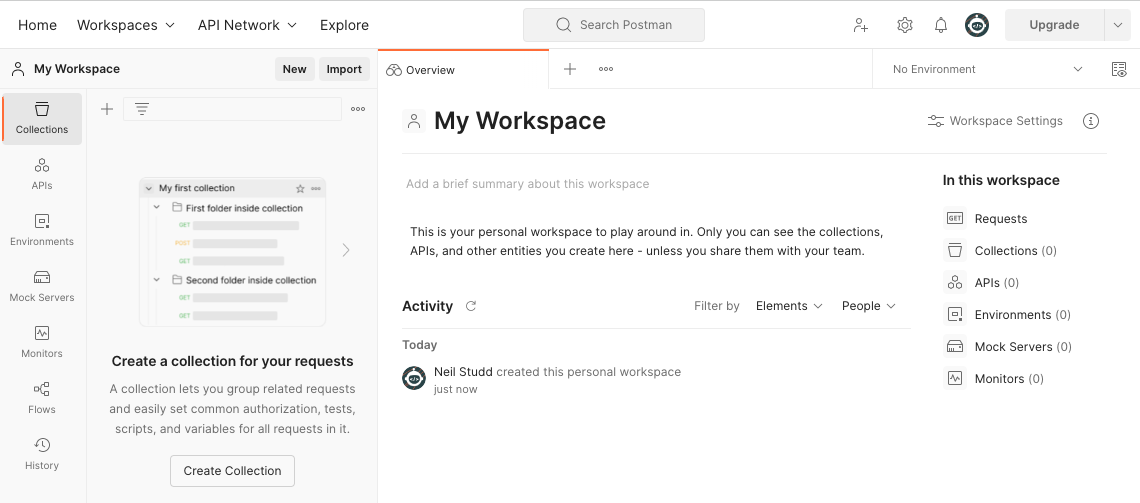 Home Workspaces API Network Explore Search Postman Upgrade
My Workspace New Import Overview No Environment
Collections
APIs
Environments
Mock Servers
Monitors
Flows
History
My first collection
First folder inside collection
GET
POST
GET
Second folder inside collection
GET
GET
Create a collection for your requests
A collection lets you group related requests
and easily set common authorization, tests,
scripts, and variables for all requests in it.
Create Collection
My Workspace Workspace Settings
Add a brief summary about this workspace
This is your personal workspace to play around in. Only you can see the collections,
APIs, and other entities you create here - unless you share them with your team.
Activity Filter by Elements People
Today
Neil Studd created this personal workspace
just now
In this workspace
GET Requests
Collections (0)
APIs (0)
Environments (0)
Mock Servers (0)
Monitors (0)